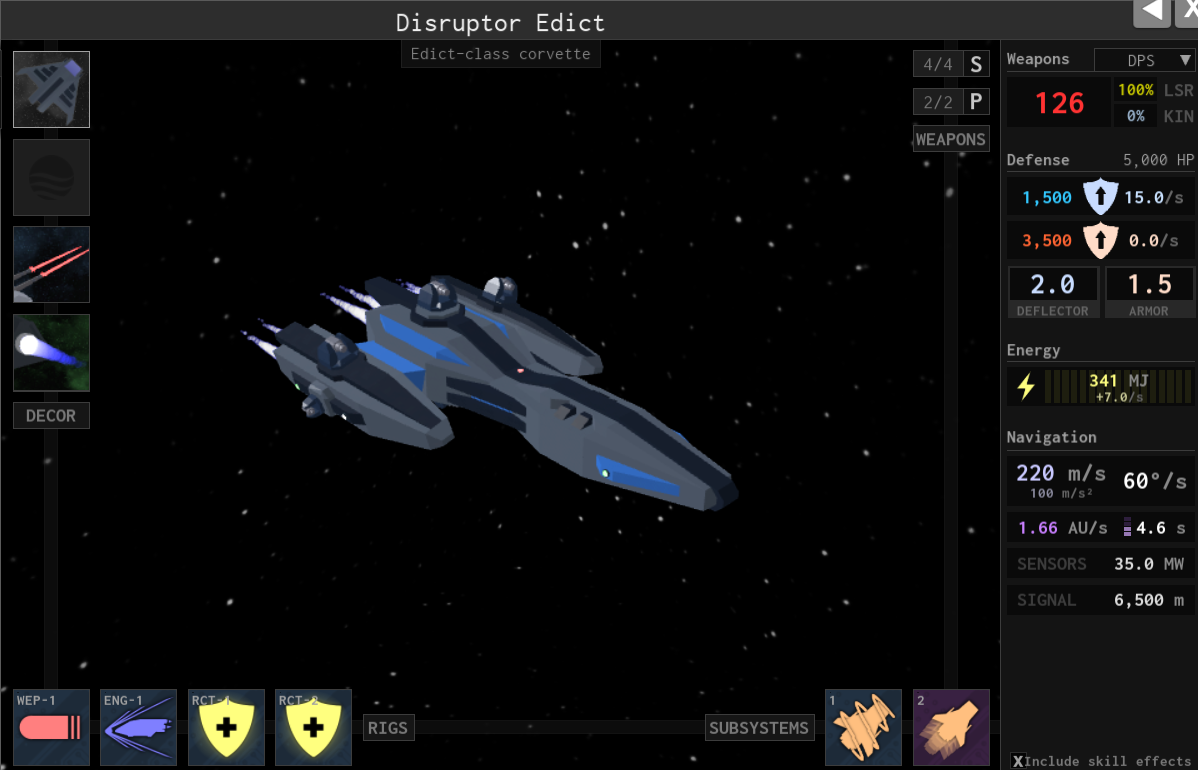 Disruptor Edict
Edict-class corvette
4/4 S
2/2 P
WEAPONS
DECOR
WEP-1
ENG-1
RCT-1
RCT-2
RIGS
SUBSYSTEMS
1
2
Weapons DPS ▼
126 100% LSR
0% KIN
Defense 5,000 HP
1,500 15.0/s
3,500 0.0/s
2.0 1.5
DEFLECTOR ARMOR
Energy
341 MJ
+7.0/s
Navigation
220 m/s 60°/s
100 m/s²
1.66 AU/s 4.6 s
SENSORS 35.0 MW
SIGNAL 6,500 m
X Include skill effects